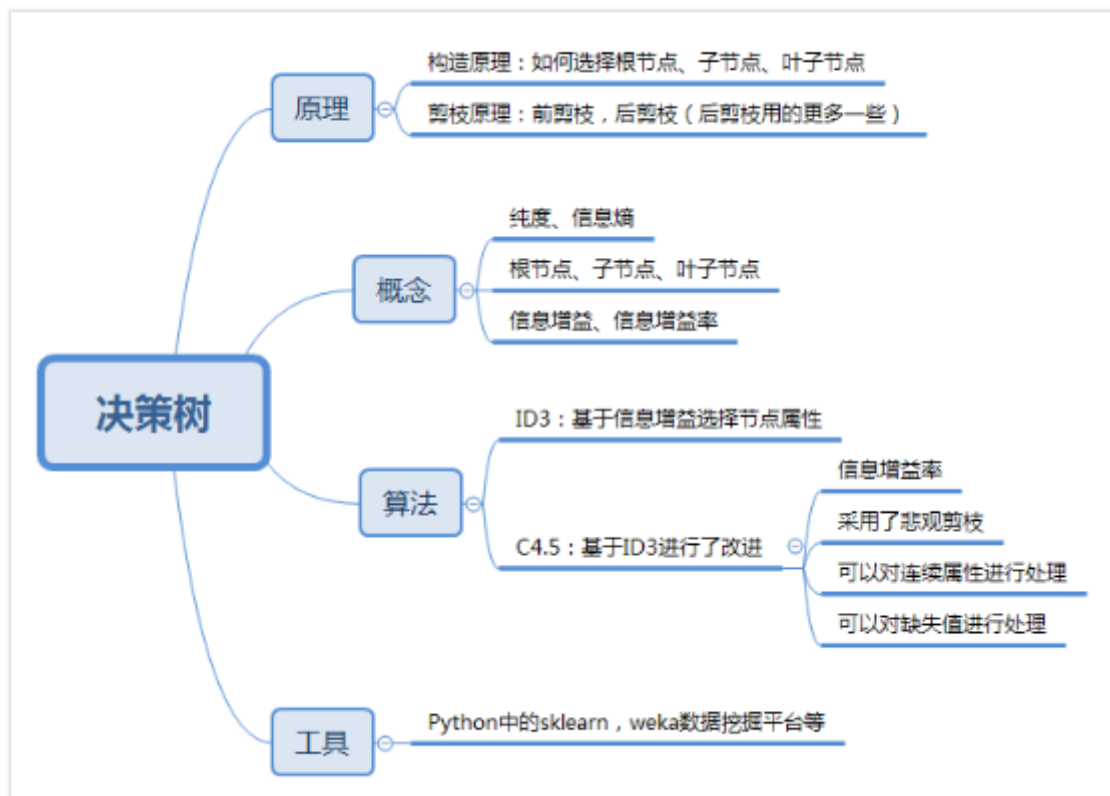 构造原理：如何选择根节点、子节点、叶子节点
原理
剪枝原理：前剪枝，后剪枝（后剪枝用的更多一些）
纯度、信息熵
概念
根节点、子节点、叶子节点
信息增益、信息增益率
决策树
ID3：基于信息增益选择节点属性
算法
信息增益率
采用了悲观剪枝
C4.5：基于ID3进行了改进
可以对连续属性进行处理
可以对缺失值进行处理
工具
Python中的sklearn，weka数据挖掘平台等